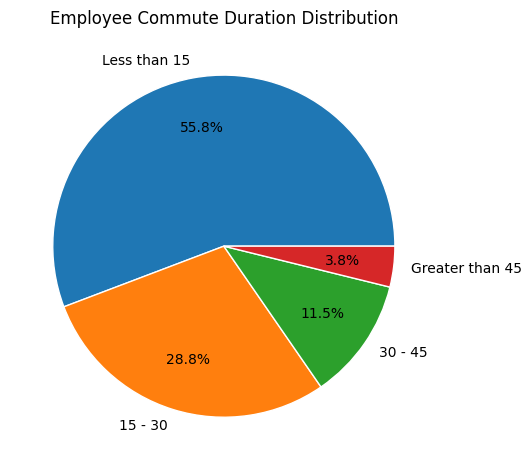 Employee Commute Duration Distribution
Less than 15
55.8%
3.8%
Greater than 45
11.5%
30 - 45
28.8%
15 - 30